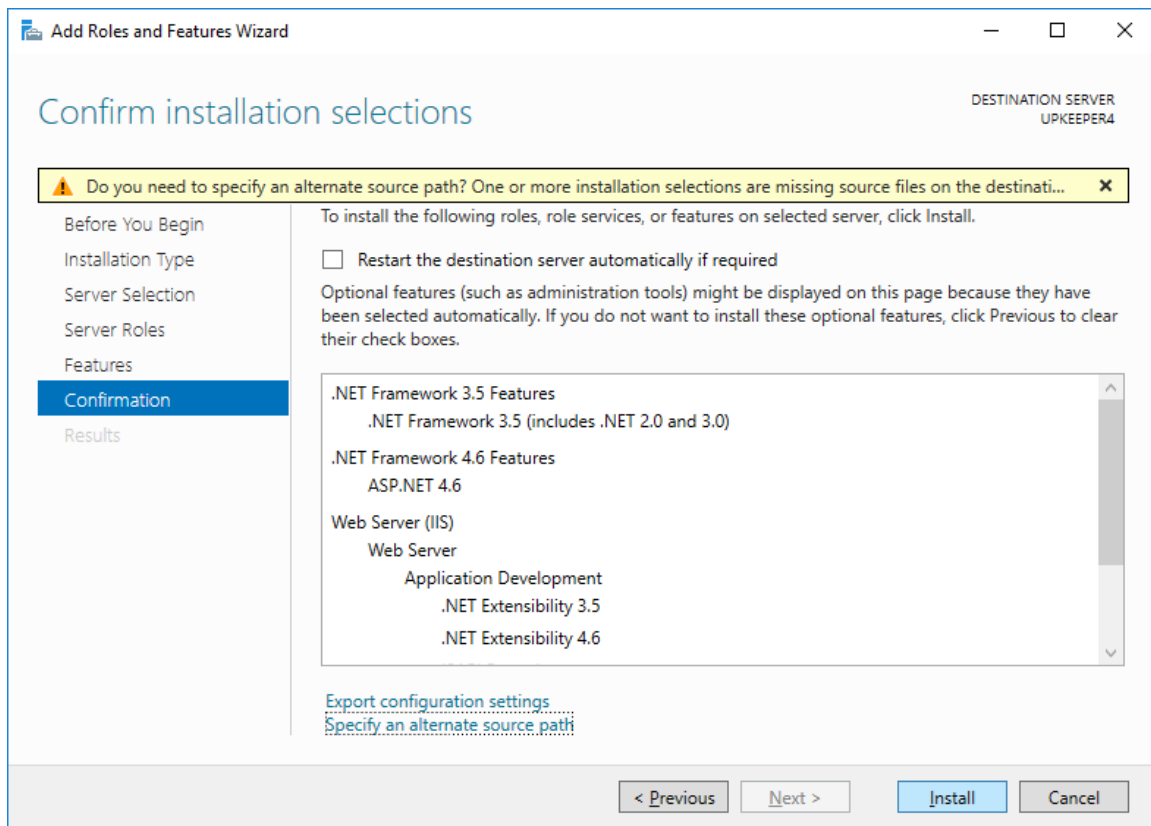 Add Roles and Features Wizard
Confirm installation selections
DESTINATION SERVER
UPKEEPER4
Do you need to specify an alternate source path? One or more installation selections are missing source files on the destinati...
Before You Begin
Installation Type
Server Selection
Server Roles
Features
Confirmation
Results
To install the following roles, role services, or features on selected server, click Install.
Restart the destination server automatically if required
Optional features (such as administration tools) might be displayed on this page because they have
been selected automatically. If you do not want to install these optional features, click Previous to clear
their check boxes.
.NET Framework 3.5 Features
.NET Framework 3.5 (includes .NET 2.0 and 3.0)
.NET Framework 4.6 Features
ASP.NET 4.6
Web Server (IIS)
Web Server
Application Development
.NET Extensibility 3.5
.NET Extensibility 4.6
Export configuration settings
Specify an alternate source path
< Previous
Next >
Install
Cancel